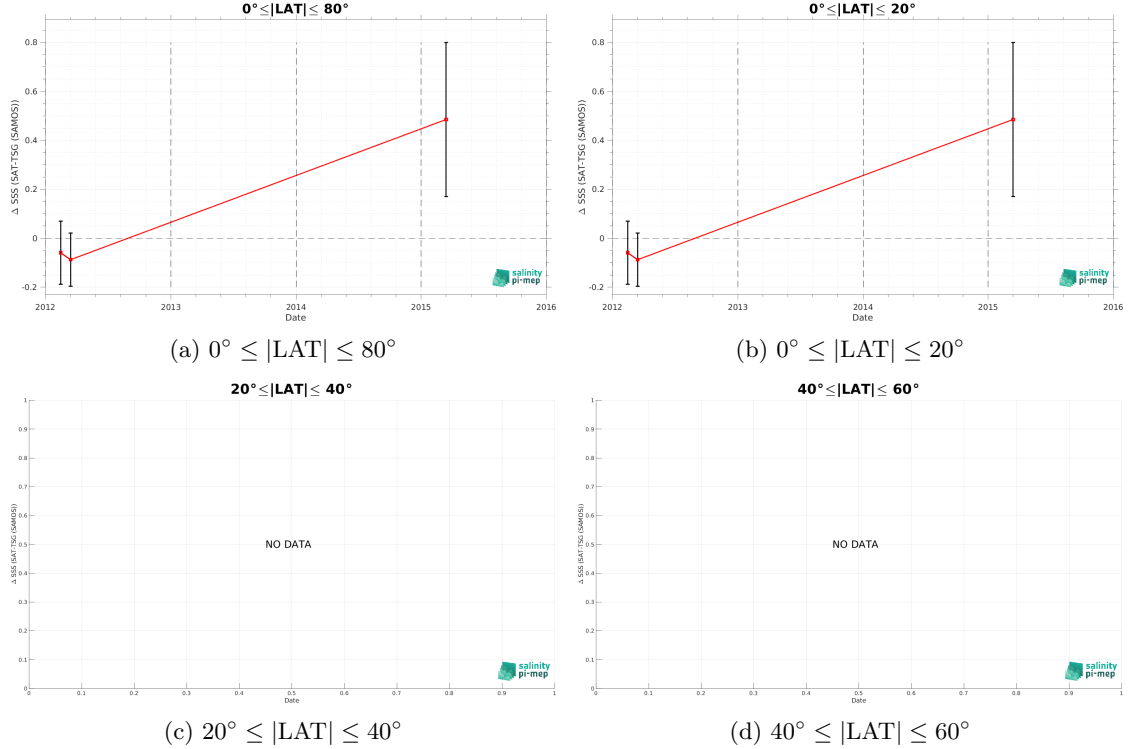 0°≤|LAT|≤ 80°
0.8
0.6
0.4
0.2
0
-0.2
Δ SSS (SAT-TSG (SAMOS))
2012
2013
2014
2015
2016
Date
salinity
pi-mep
(a) 0° ≤ |LAT| ≤ 80°
0°≤|LAT|≤ 20°
0.8
0.6
0.4
0.2
0
-0.2
Δ SSS (SAT-TSG (SAMOS))
2012
2013
2014
2015
2016
Date
salinity
pi-mep
(b) 0° ≤ |LAT| ≤ 20°
20°≤|LAT|≤ 40°
1
0.9
0.8
0.7
0.6
0.5
0.4
0.3
0.2
0.1
0
Δ SSS (SAT-TSG (SAMOS))
NO DATA
0
0.1
0.2
0.3
0.4
0.5
0.6
0.7
0.8
0.9
1
Date
salinity
pi-mep
(c) 20° ≤ |LAT| ≤ 40°
40°≤|LAT|≤ 60°
1
0.9
0.8
0.7
0.6
0.5
0.4
0.3
0.2
0.1
0
Δ SSS (SAT-TSG (SAMOS))
NO DATA
0
0.1
0.2
0.3
0.4
0.5
0.6
0.7
0.8
0.9
1
Date
salinity
pi-mep
(d) 40° ≤ |LAT| ≤ 60°